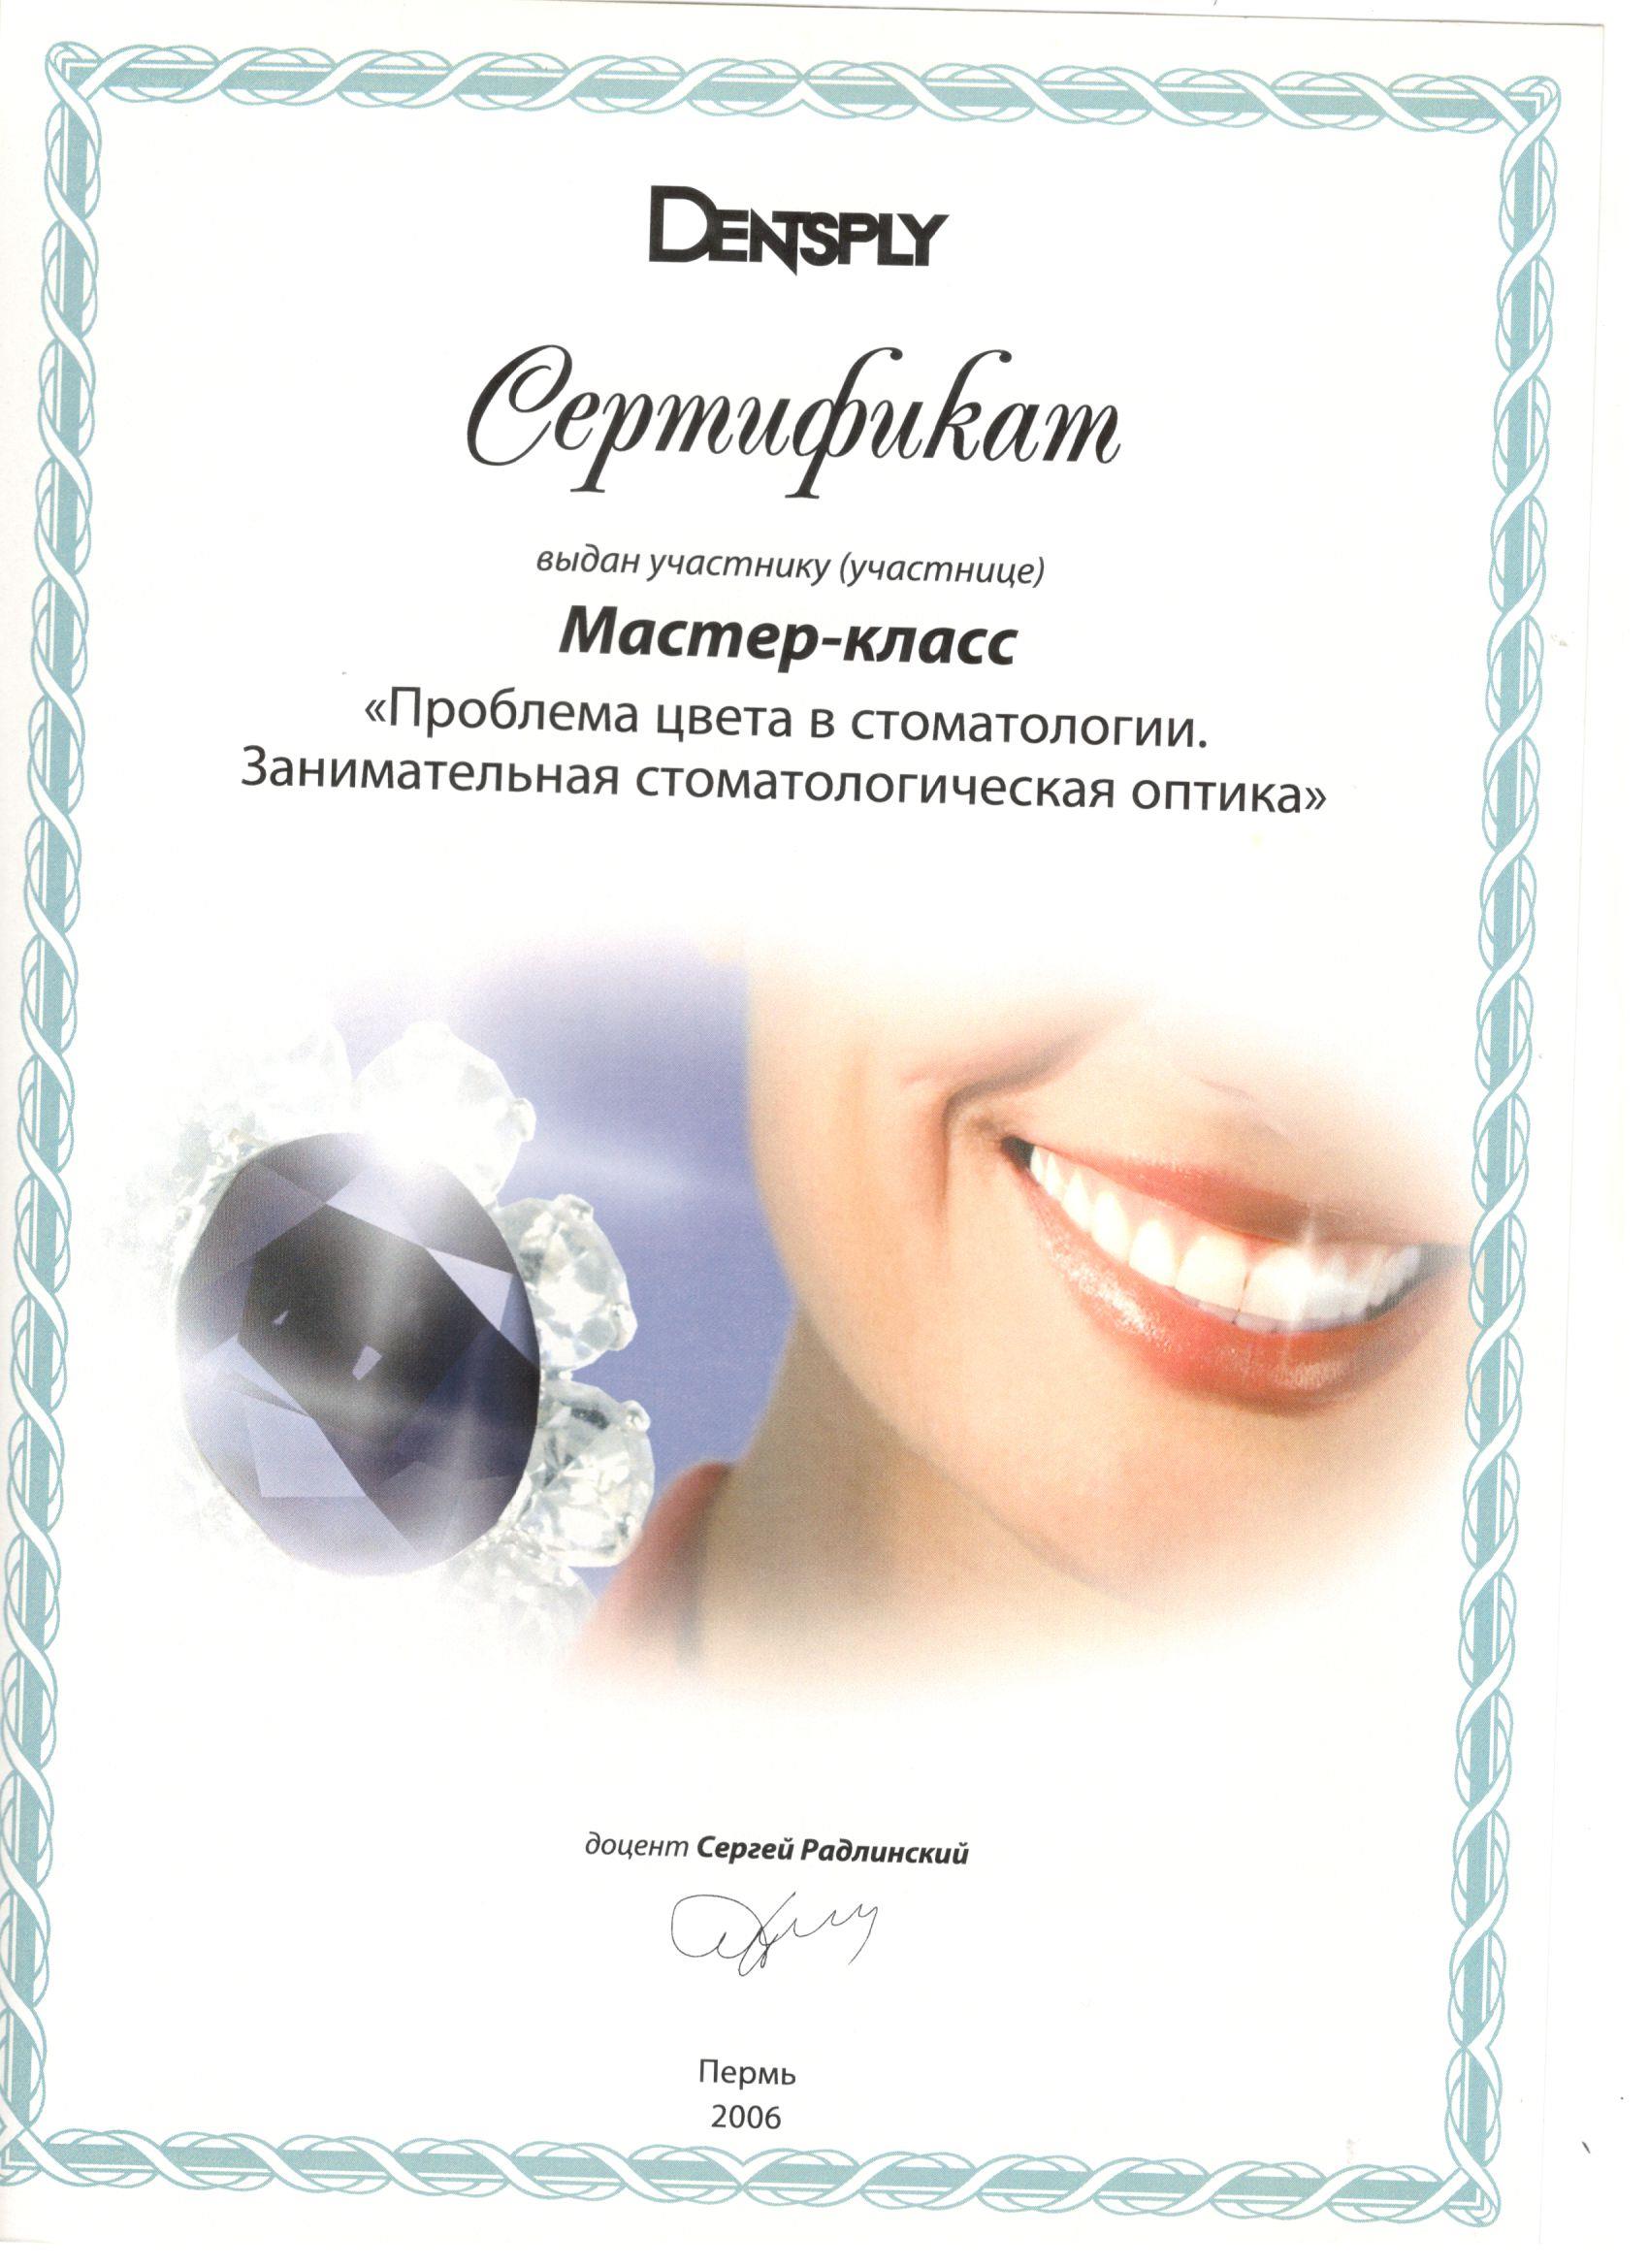 DENTSPLY
Сертификат
выдан участнику (участнице)
Мастер-класс
«Проблема цвета в стоматологии.
Занимательная стоматологическая оптика»
доцент Сергей Радлинский
Пермь
2006